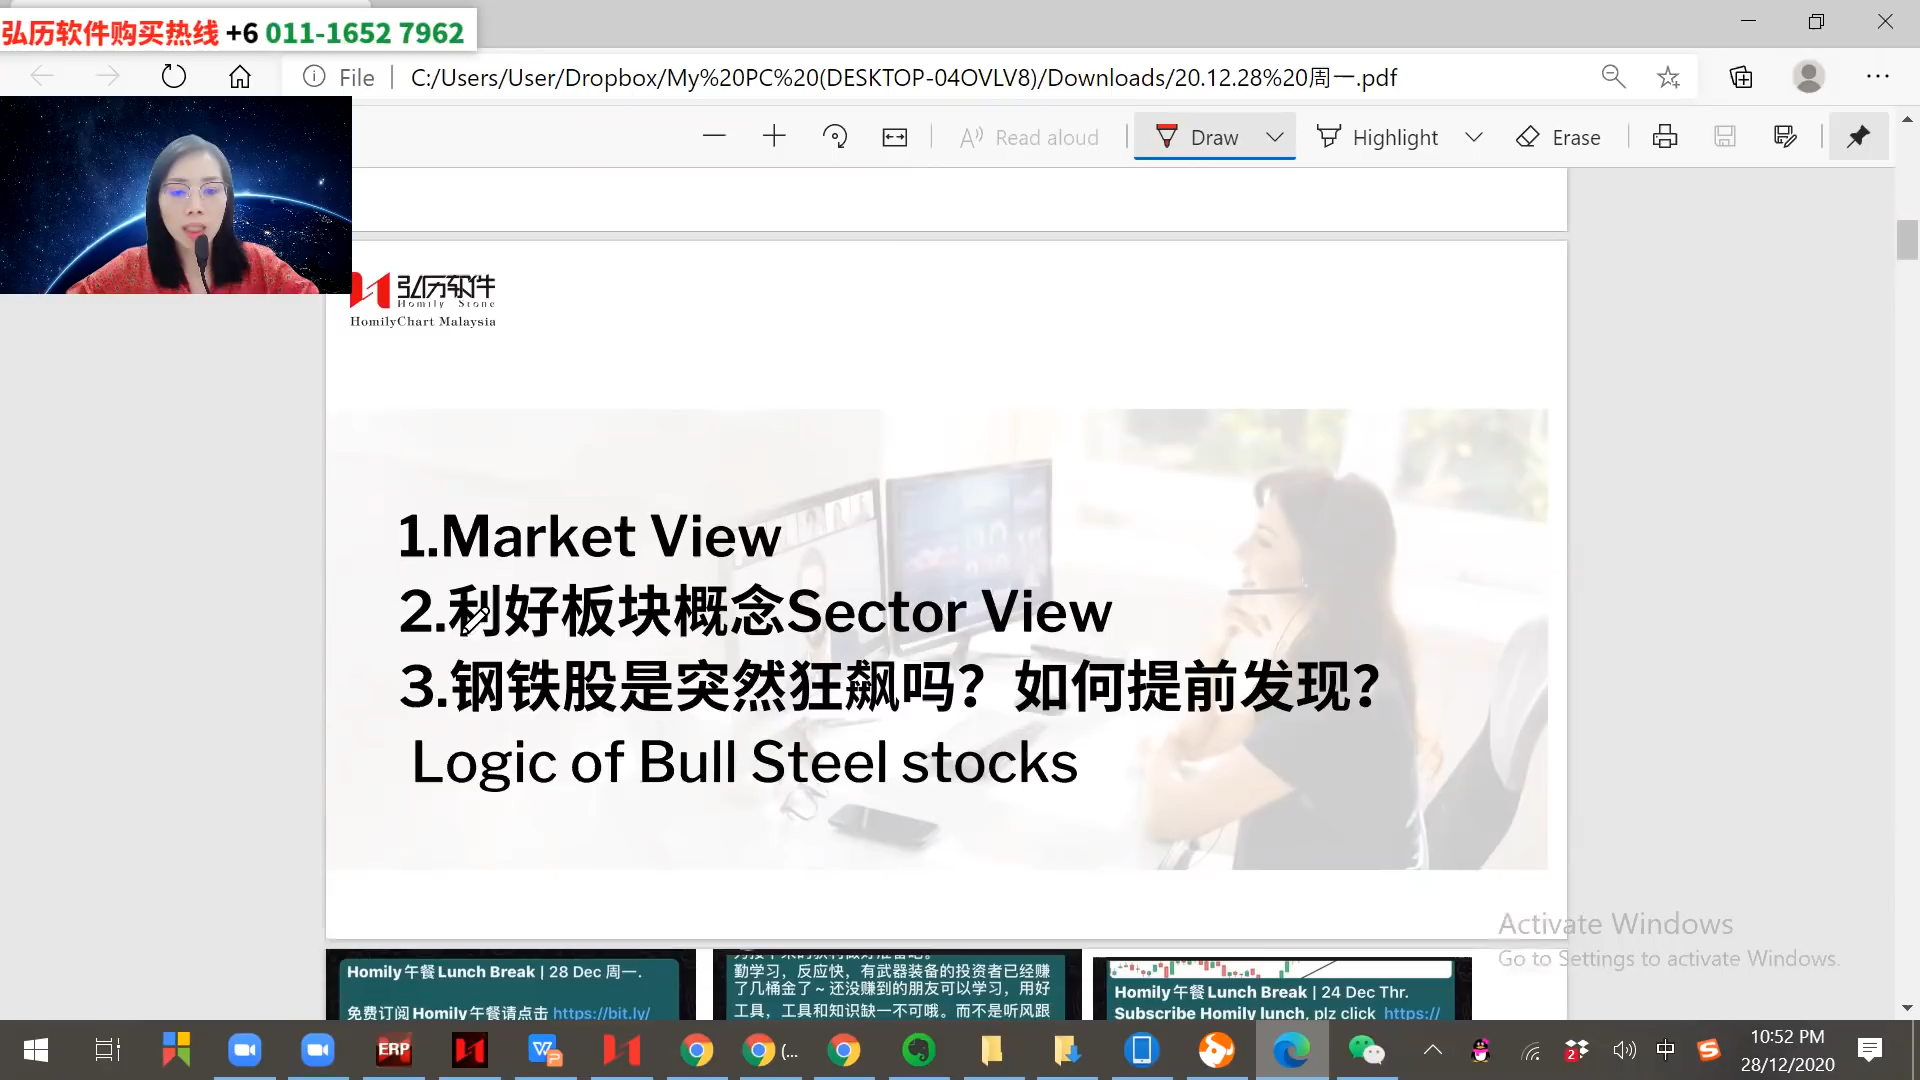 弘历软件购买热线 +6 011-1652 7962
File
C:/Users/User/Dropbox/My%20PC%20(DESKTOP-04OVLV8)/Downloads/20.12.28%20周一.pdf
Read aloud
Draw
Highlight
Erase
弘历软件
Homily Stone
HomilyChart Malaysia
1.Market View
2.利好板块概念Sector View
3.钢铁股是突然狂飙吗？如何提前发现？
Logic of Bull Steel stocks
Activate Windows
Go to Settings to activate Windows.
Homily午餐Lunch Break | 28 Dec 周一.
免费订阅Homily午餐请点击 https://bit.ly/
勤学习，反应快，有武器装备的投资者已经赚
了几桶金了~还没赚到的朋友可以学习，用好
工具，工具和知识缺一不可哦。而不是听风跟
Homily午餐Lunch Break | 24 Dec Thr.
Subscribe Homily lunch, plz click https://
ERP
(...
2
中
10:52 PM
28/12/2020